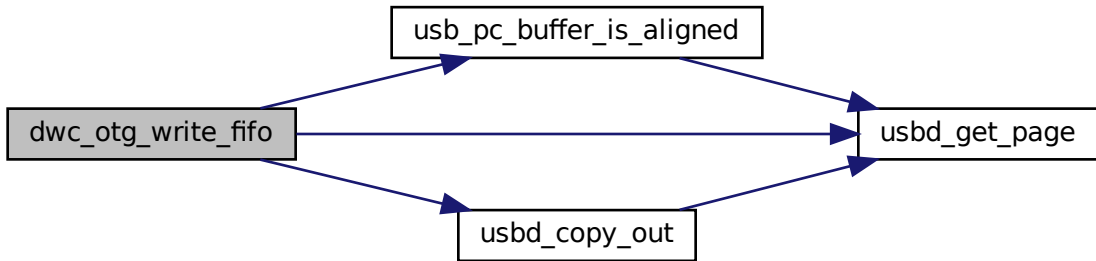 usb_pc_buffer_is_aligned
dwc_otg_write_fifo
usbd_get_page
usbd_copy_out